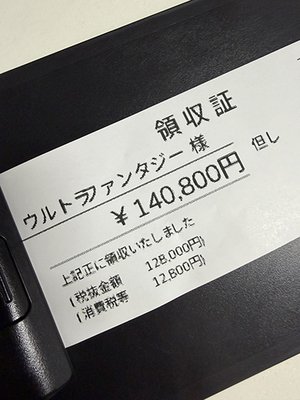 領収証
ウルトラファンタジー 様
¥140,800円 但し
上記正に領収いたしました
(税抜金額 128,000円)
(消費税等 12,800円)